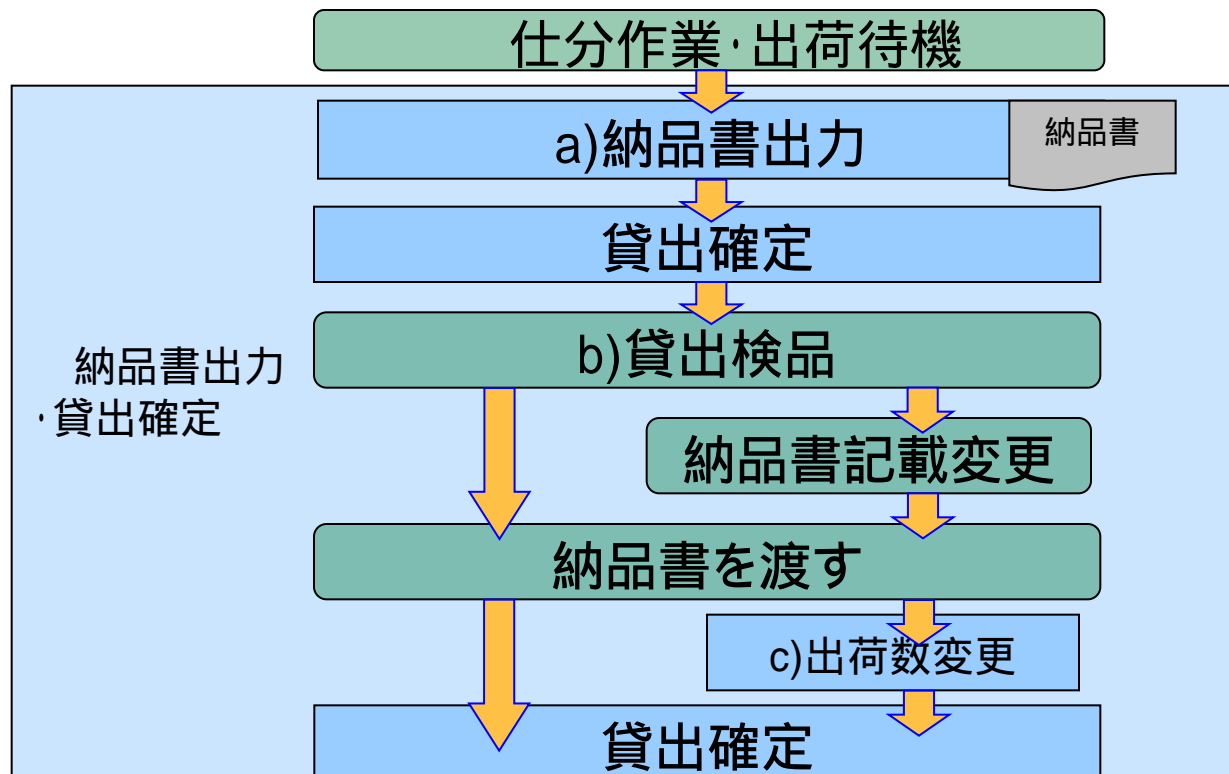 仕分作業・出荷待機
a)納品書出力
納品書
貸出確定
b)貸出検品
納品書出力
・貸出確定
納品書記載変更
納品書を渡す
c)出荷数変更
貸出確定